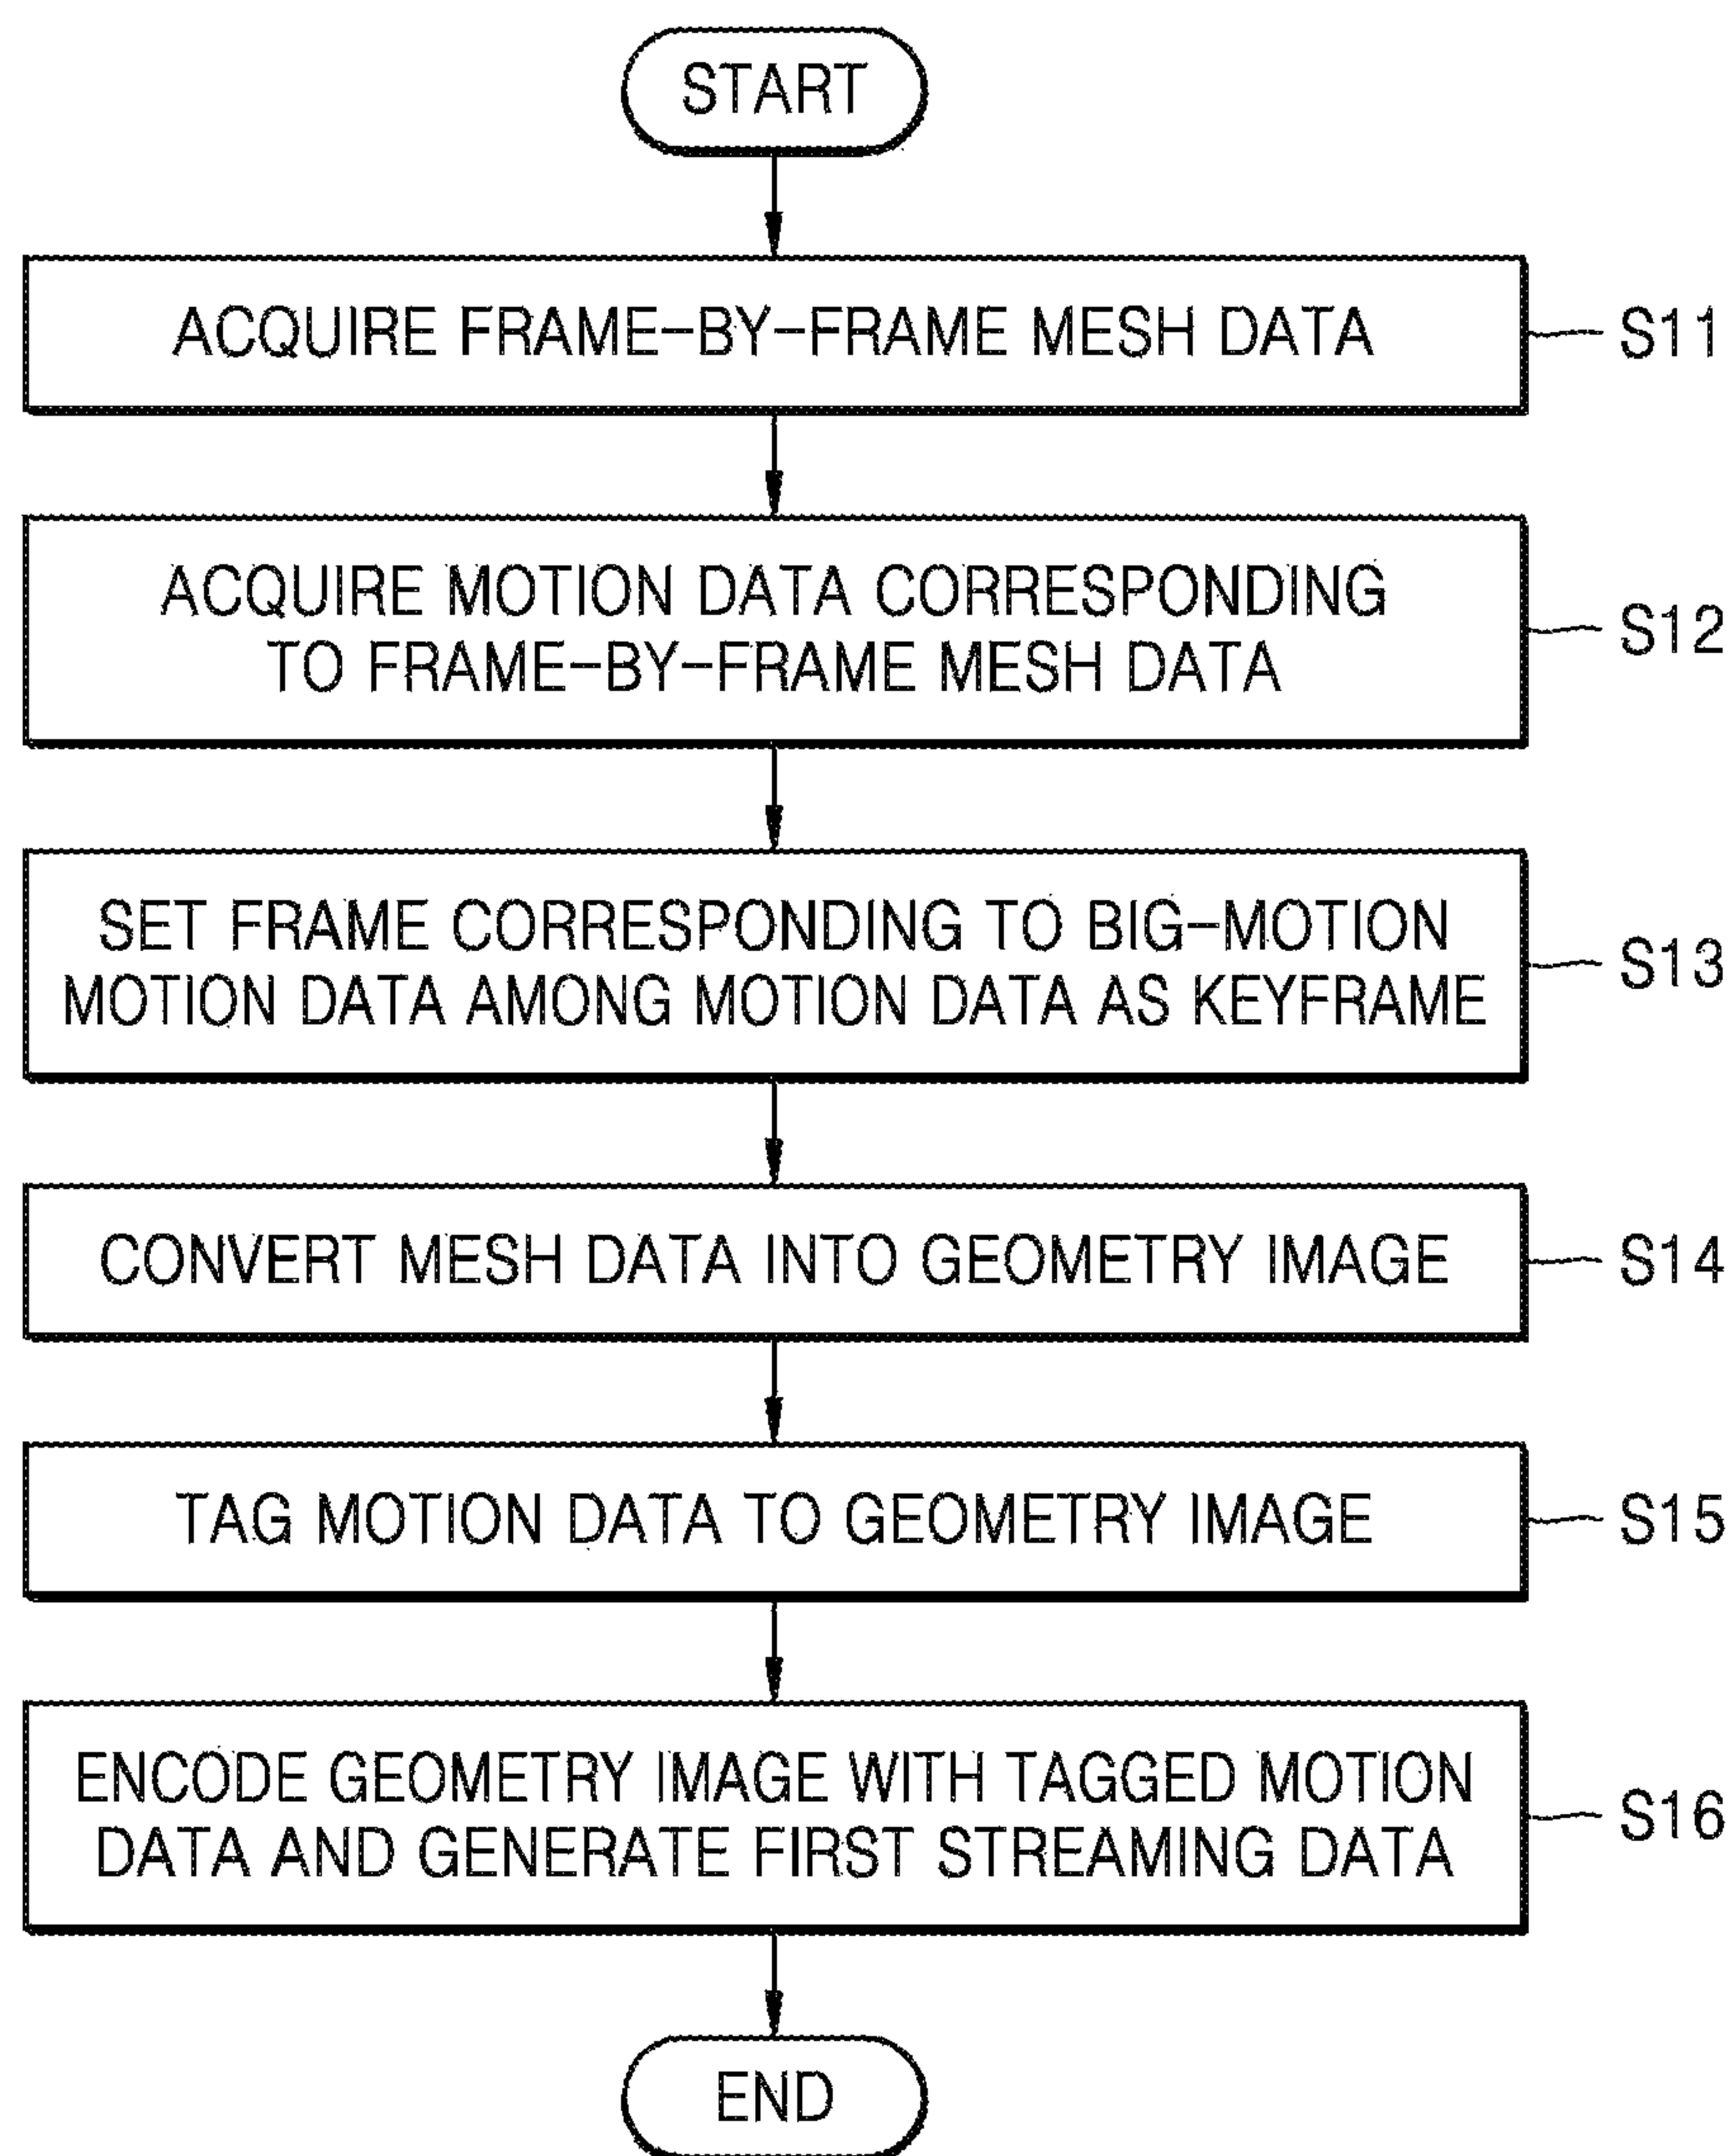 START
ACQUIRE FRAME-BY-FRAME MESH DATA
S11
ACQUIRE MOTION DATA CORRESPONDING
TO FRAME-BY-FRAME MESH DATA
S12
SET FRAME CORRESPONDING TO BIG-MOTION
MOTION DATA AMONG MOTION DATA AS KEYFRAME
S13
CONVERT MESH DATA INTO GEOMETRY IMAGE
S14
TAG MOTION DATA TO GEOMETRY IMAGE
S15
ENCODE GEOMETRY IMAGE WITH TAGGED MOTION
DATA AND GENERATE FIRST STREAMING DATA
S16
END